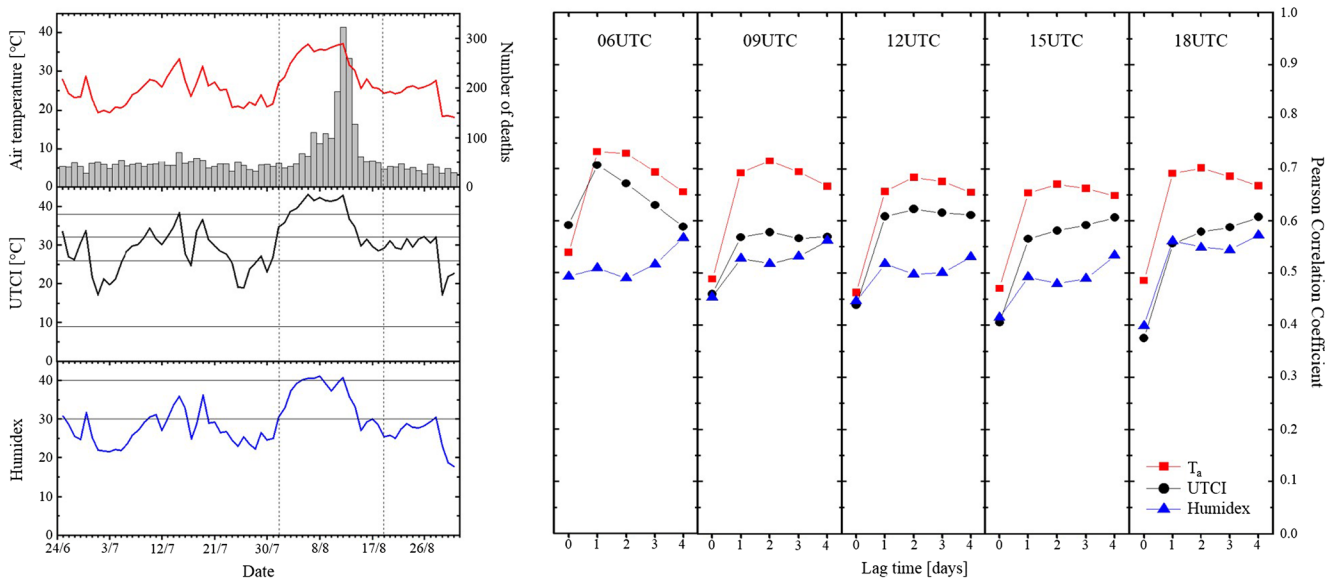 Air temperature [°C]
40
30
20
10
0
300
200
100
0
Number of deaths
UTCI [°C]
40
30
20
10
0
Humidex
40
30
20
10
0
24/6 3/7 12/7 21/7 30/7 8/8 17/8 26/8
Date
06UTC 09UTC 12UTC 15UTC 18UTC
1.0
0.9
0.8
0.7
0.6
0.5
0.4
0.3
0.2
0.1
0.0
Pearson Correlation Coefficient
Ta
UTCI
Humidex
0 1 2 3 4 0 1 2 3 4 0 1 2 3 4 0 1 2 3 4 0 1 2 3 4
Lag time [days]